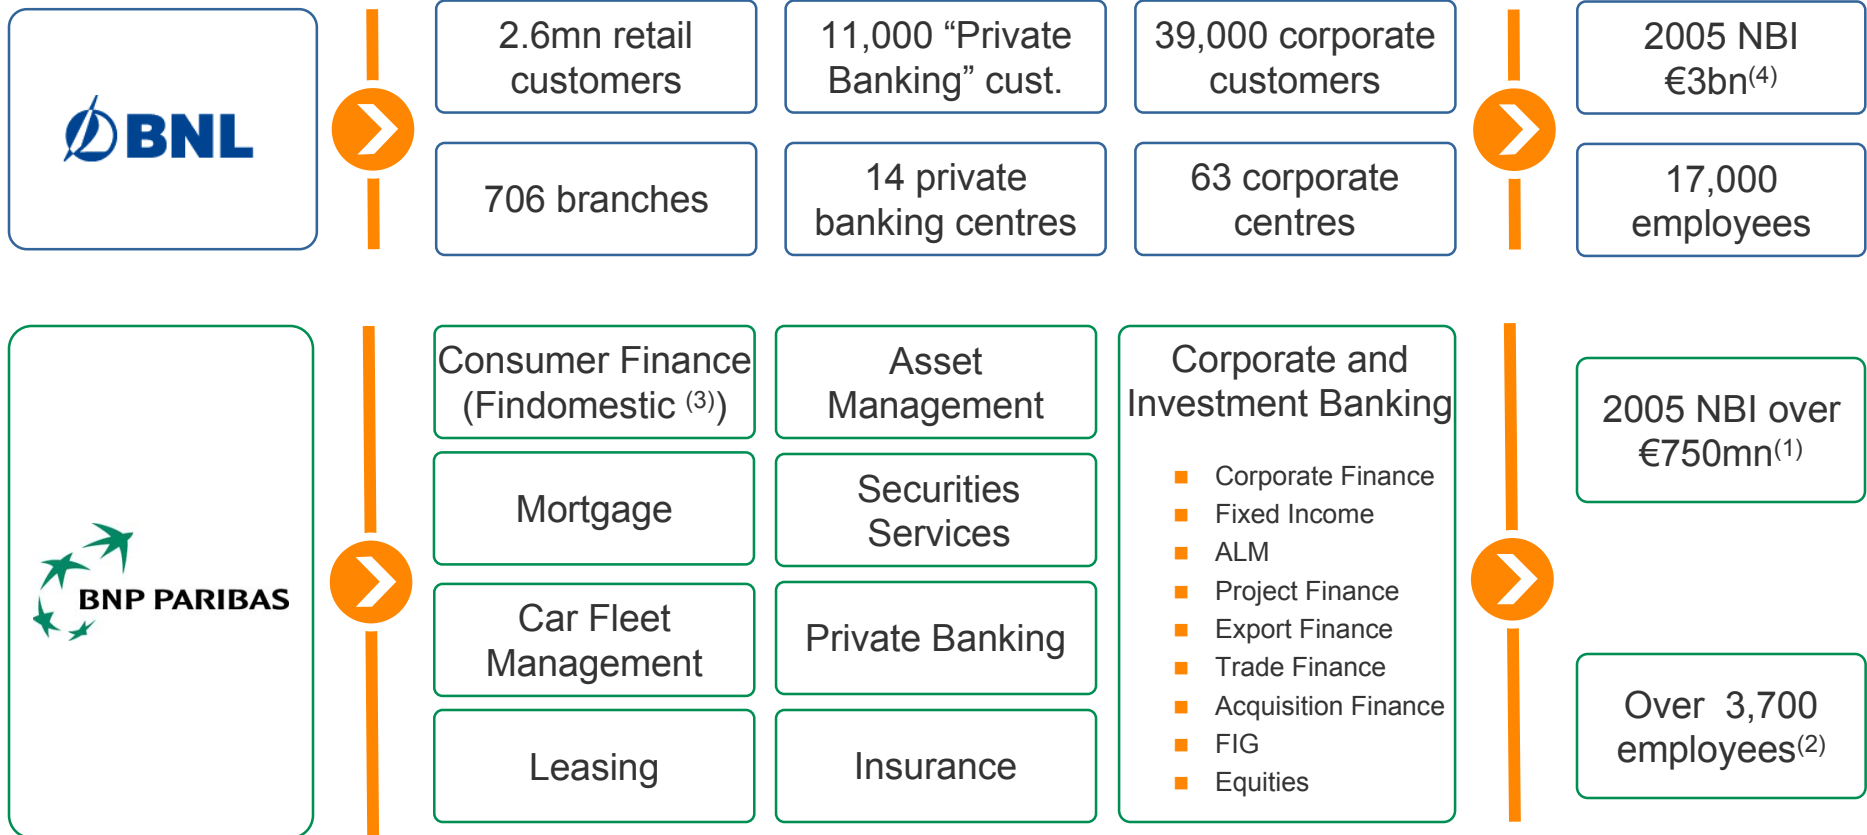 BNL
2.6mn retail
customers
11,000 “Private
Banking” cust.
39,000 corporate
customers
2005 NBI
€3bn(4)
706 branches
14 private
banking centres
63 corporate
centres
17,000
employees
BNP PARIBAS
Consumer Finance
(Findomestic (3))
Mortgage
Car Fleet
Management
Leasing
Asset
Management
Securities
Services
Private Banking
Insurance
Corporate and
Investment Banking
Corporate Finance
Fixed Income
ALM
Project Finance
Export Finance
Trade Finance
Acquisition Finance
FIG
Equities
2005 NBI over
€750mn(1)
Over 3,700
employees(2)